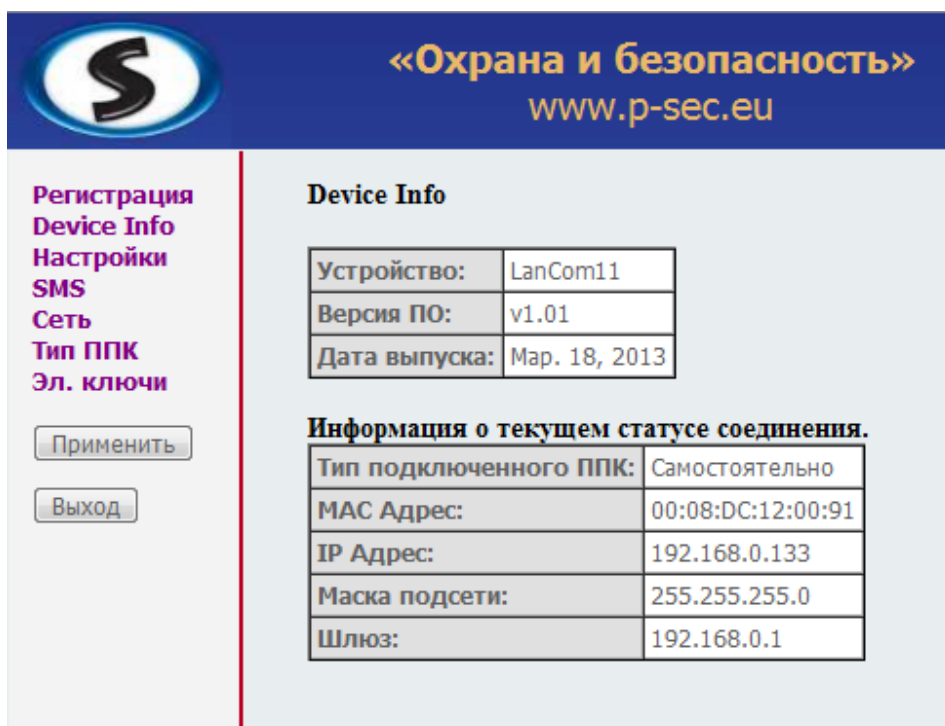 S
«Охрана и безопасность»
www.p-sec.eu
Регистрация
Device Info
Настройки
SMS
Сеть
Тип ППК
Эл. ключи
Применить
Выход
Device Info
Устройство: LanCom11
Версия ПО: v1.01
Дата выпуска: Мар. 18, 2013
Информация о текущем статусе соединения.
Тип подключенного ППК: Самостоятельно
MAC Адрес: 00:08:DC:12:00:91
IP Адрес: 192.168.0.133
Маска подсети: 255.255.255.0
Шлюз: 192.168.0.1